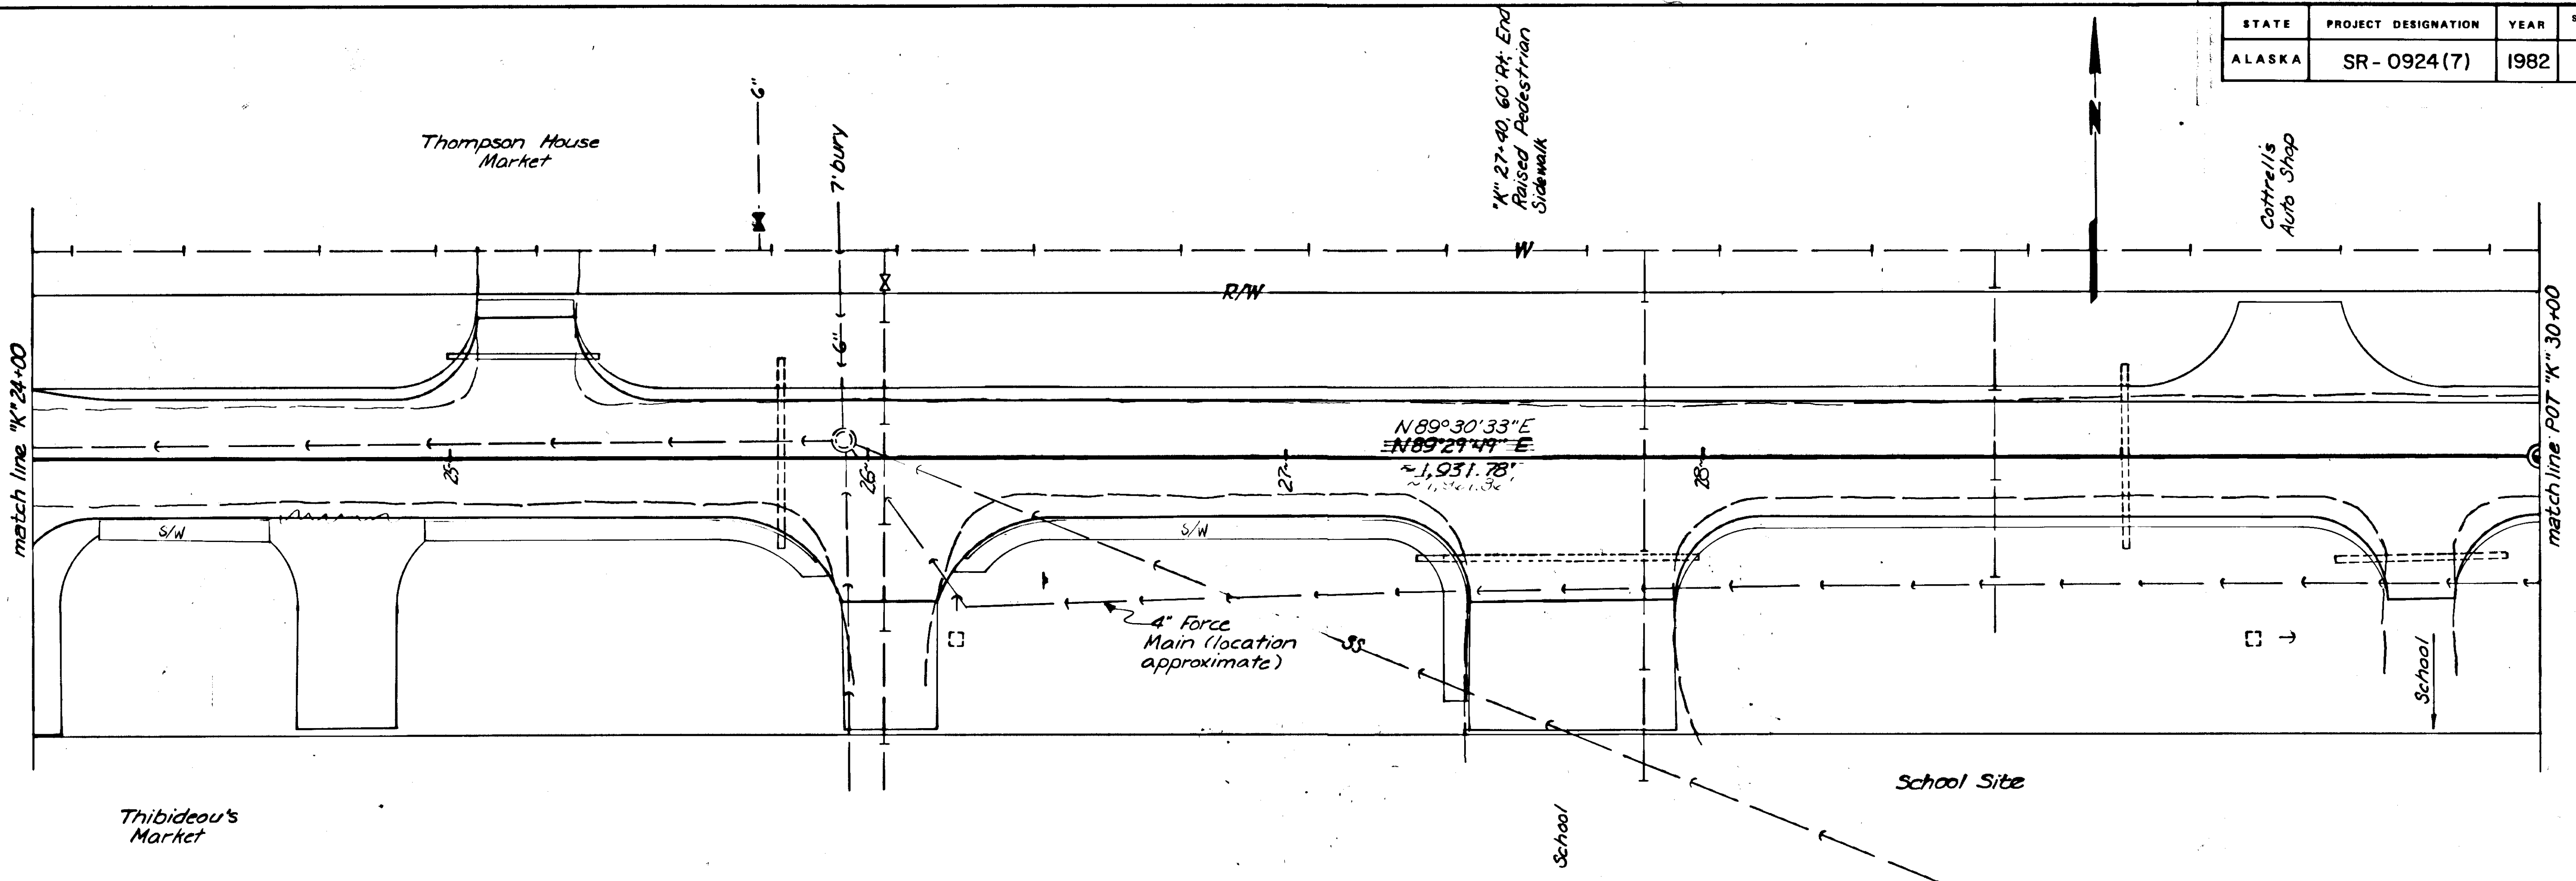 STATE PROJECT DESIGNATION YEAR
ALASKA SR-0924(7) 1982
Thompson House
Market
6"
7' bury
"K" 27+40, 60' Rt; End
Raised Pedestrian
Sidewalk
N
Cottrell's
Auto Shop
W
R/W
match line "K" 24+00
6"
match line POT "K" 30+00
N 89°30'33" E
N 89°29'49" E
≈1,931.78'
25
26
27
28
S/W
S/W
4" Force
Main (location
approximate)
SS
School
School Site
Thibideou's
Market
School